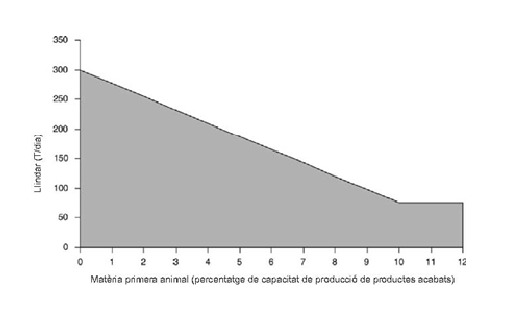 350
300
250
200
150
100
50
0
Llindar (T/dia)
0 1 2 3 4 5 6 7 8 9 10 11 12
Matèria primera animal (percentatge de capacitat de producció de productes acabats)